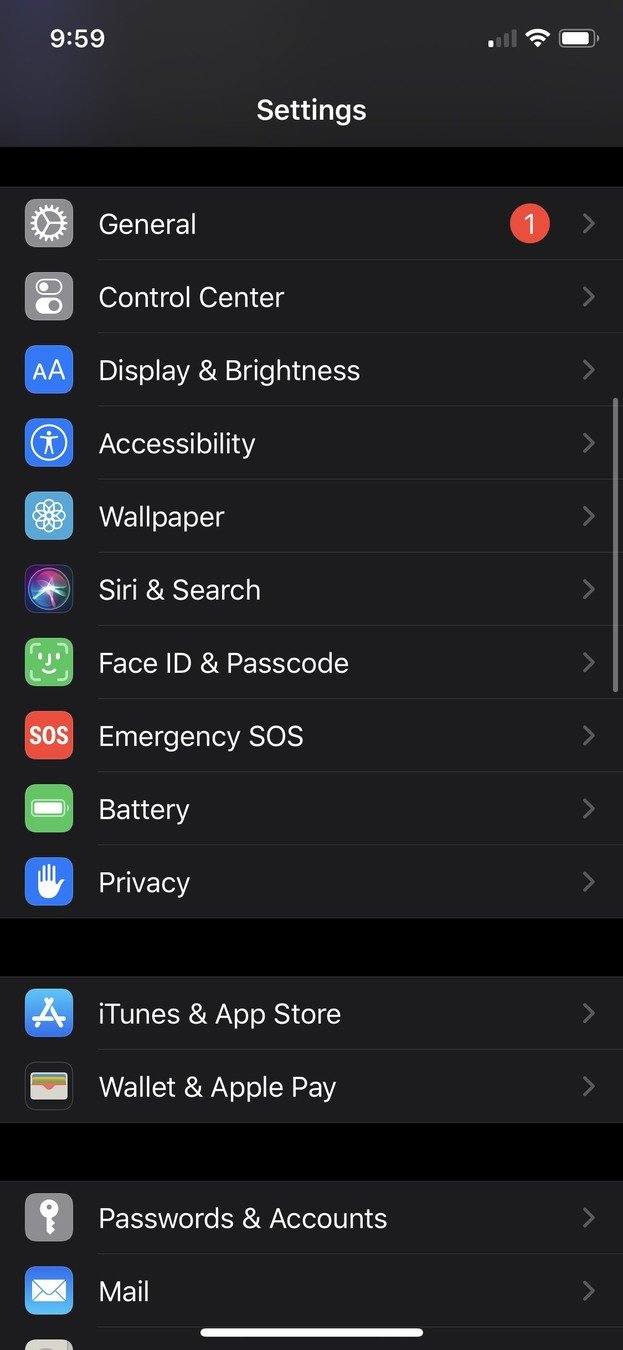 9:59
Settings
General 1
Control Center
AA Display & Brightness
Accessibility
Wallpaper
Siri & Search
Face ID & Passcode
SOS Emergency SOS
Battery
Privacy
iTunes & App Store
Wallet & Apple Pay
Passwords & Accounts
Mail